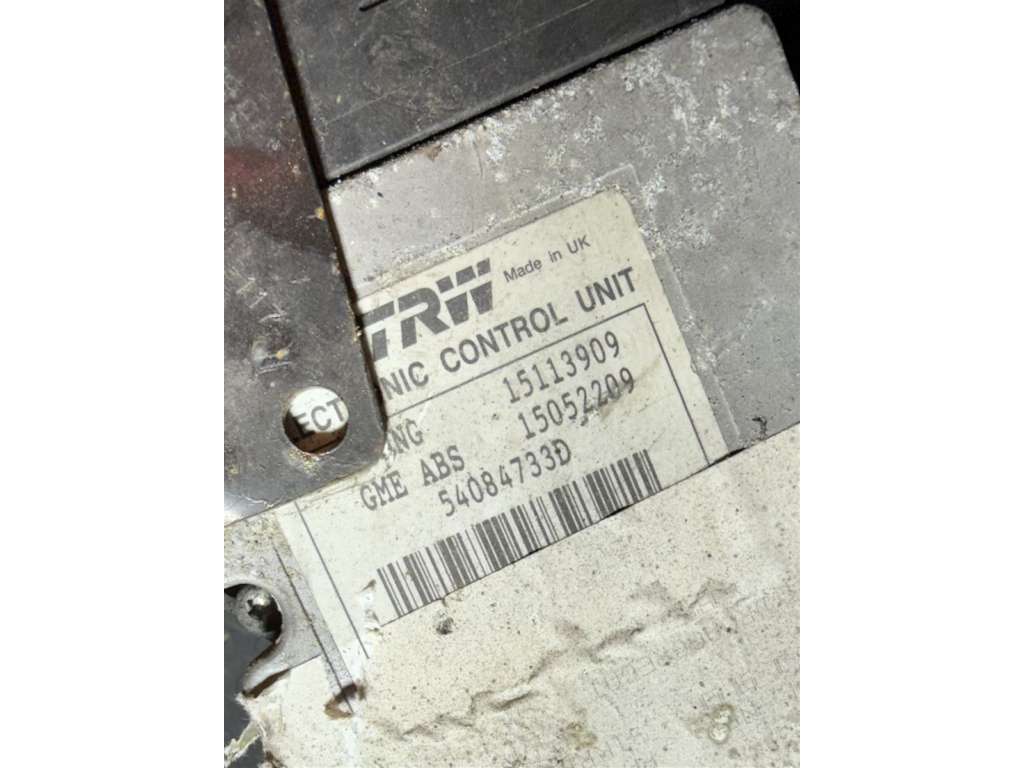 TRW Made in UK
ECT NIC CONTROL UNIT
15113909
NG 15052209
GME ABS
54084733D